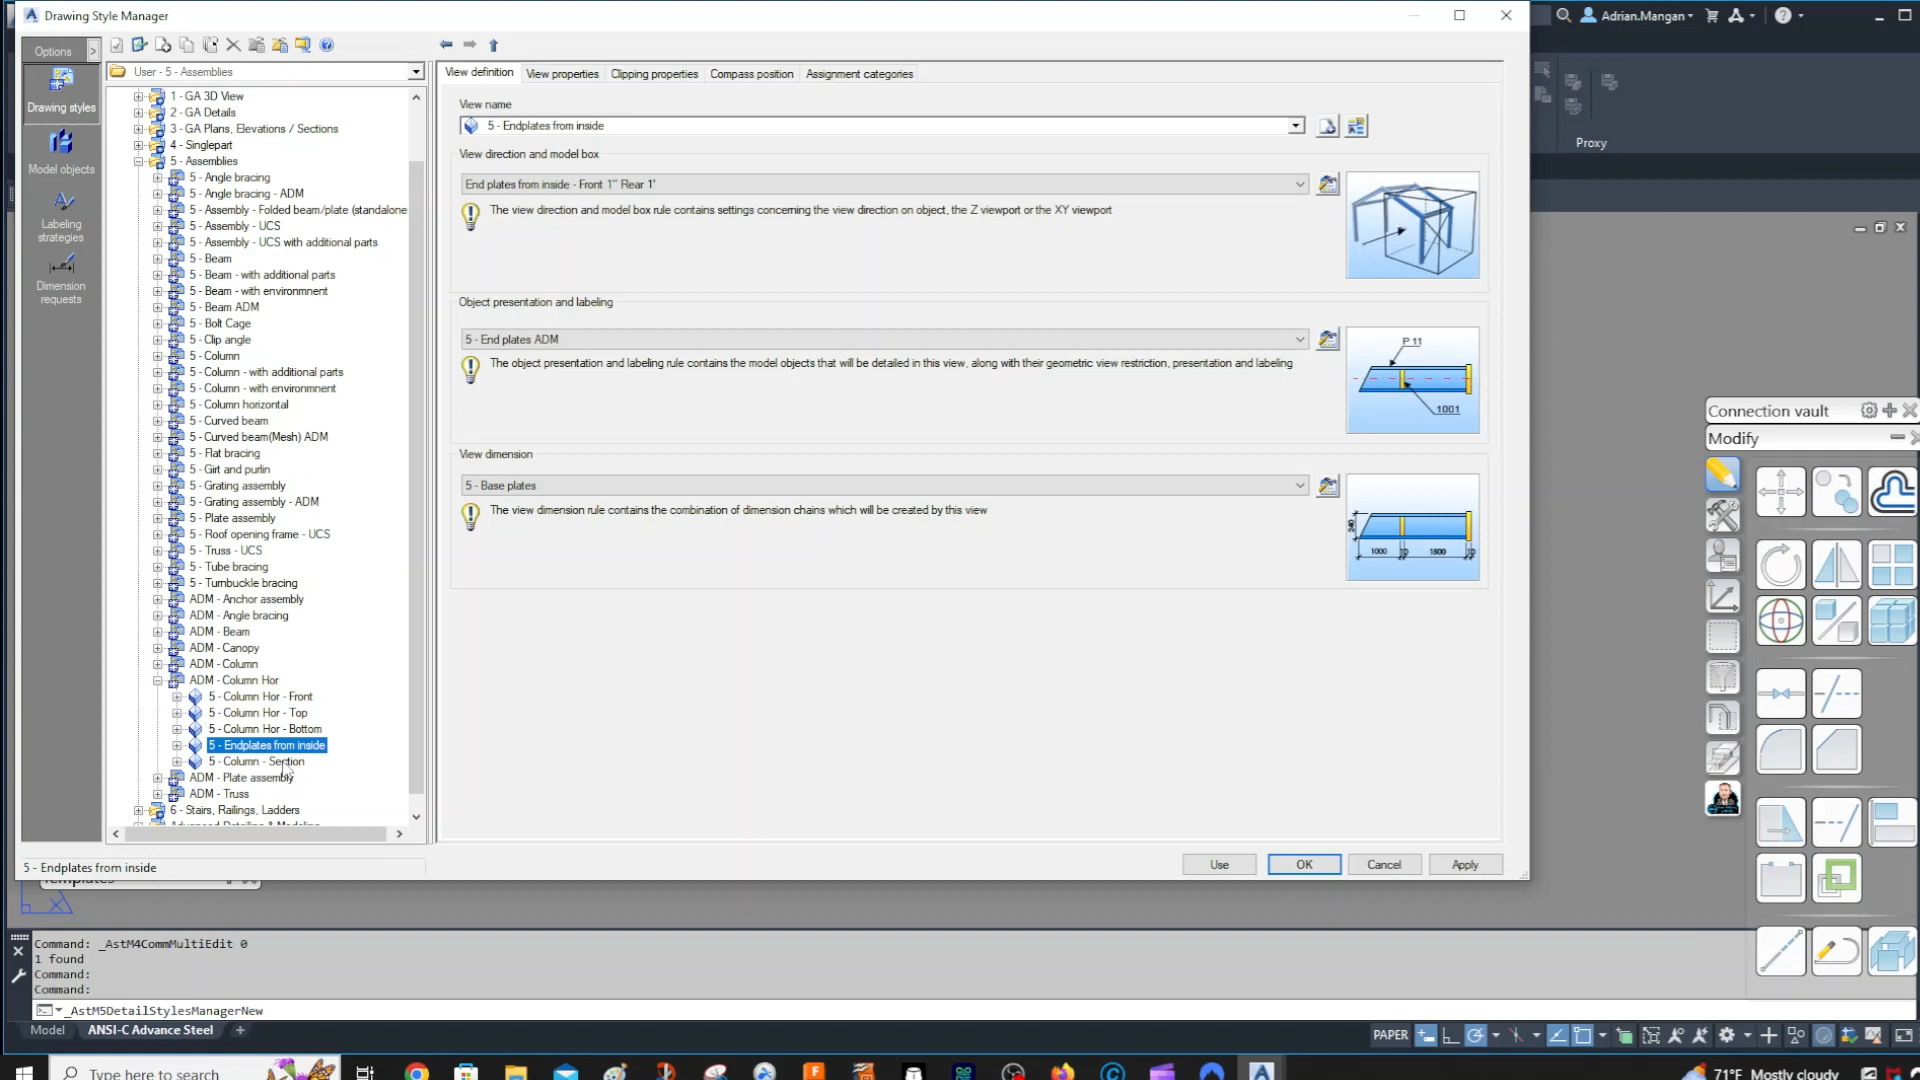 Drawing Style Manager
Adrian.Mangan
Options
User - 5 - Assemblies
Drawing styles
Model objects
Labeling
strategies
Dimension
requests
1 - GA 3D View
2 - GA Details
3 - GA Plans, Elevations / Sections
4 - Singlepart
5 - Assemblies
5 - Angle bracing
5 - Angle bracing - ADM
5 - Assembly - Folded beam/plate (standalone
5 - Assembly - UCS
5 - Assembly - UCS with additional parts
5 - Beam
5 - Beam - with additional parts
5 - Beam - with environmnent
5 - Beam ADM
5 - Bolt Cage
5 - Clip angle
5 - Column
5 - Column - with additional parts
5 - Column - with environmnent
5 - Column horizontal
5 - Curved beam
5 - Curved beam(Mesh) ADM
5 - Flat bracing
5 - Girt and purlin
5 - Grating assembly
5 - Grating assembly - ADM
5 - Plate assembly
5 - Roof opening frame - UCS
5 - Truss - UCS
5 - Tube bracing
5 - Turnbuckle bracing
ADM - Anchor assembly
ADM - Angle bracing
ADM - Beam
ADM - Canopy
ADM - Column
ADM - Column Hor
5 - Column Hor - Front
5 - Column Hor - Top
5 - Column Hor - Bottom
5 - Endplates from inside
5 - Column - Section
ADM - Plate assembly
ADM - Truss
6 - Stairs, Railings, Ladders
5 - Endplates from inside
View definition
View properties
Clipping properties
Compass position
Assignment categories
View name
5 - Endplates from inside
View direction and model box
End plates from inside - Front 1'' Rear 1'
The view direction and model box rule contains settings concerning the view direction on object, the Z viewport or the XY viewport
Object presentation and labeling
5 - End plates ADM
The object presentation and labeling rule contains the model objects that will be detailed in this view, along with their geometric view restriction, presentation and labeling
P 11
1001
View dimension
5 - Base plates
The view dimension rule contains the combination of dimension chains which will be created by this view
240
1000
1500
Use
OK
Cancel
Apply
Proxy
Connection vault
Modify
Command: _AstM4CommMultiEdit 0
1 found
Command:
Command:
_AstM5DetailStylesManagerNew
Model
ANSI-C Advance Steel
PAPER
Type here to search
71°F Mostly cloudy